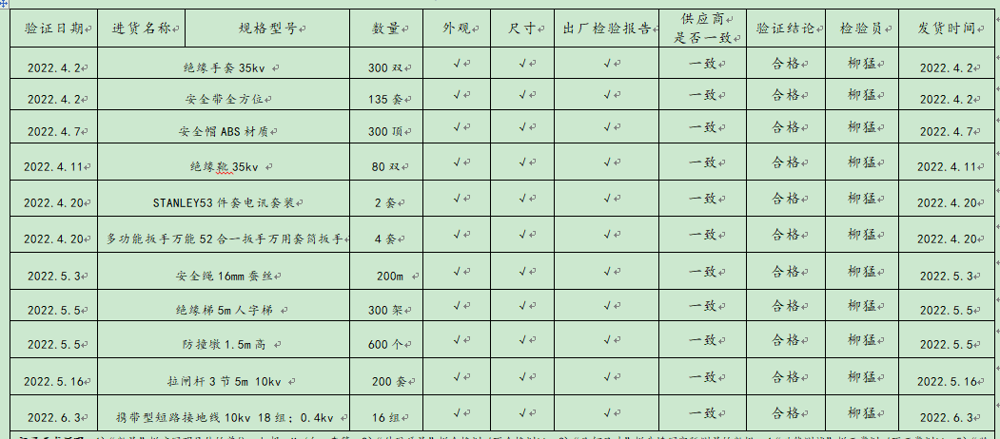 验证日期 进货名称 规格型号 数量 外观 尺寸 出厂检验报告 供应商 是否一致 验证结论 检验员 发货时间
2022.4.2 绝缘手套 35kv 300 双 √ √ √ 一致 合格 柳猛 2022.4.2
2022.4.2 安全带全方位 135 套 √ √ √ 一致 合格 柳猛 2022.4.2
2022.4.7 安全帽 ABS 材质 300 顶 √ √ √ 一致 合格 柳猛 2022.4.7
2022.4.11 绝缘靴 35kv 80 双 √ √ √ 一致 合格 柳猛 2022.4.11
2022.4.20 STANLEY53 件套电讯套装 2 套 √ √ √ 一致 合格 柳猛 2022.4.20
2022.4.20 多功能扳手万能 52 合一扳手万用套筒扳手 4 套 √ √ √ 一致 合格 柳猛 2022.4.20
2022.5.3 安全绳 16mm 蚕丝 200m √ √ √ 一致 合格 柳猛 2022.5.3
2022.5.5 绝缘梯 5m 人字梯 300 架 √ √ √ 一致 合格 柳猛 2022.5.5
2022.5.5 防撞墩 1.5m 高 600 个 √ √ √ 一致 合格 柳猛 2022.5.5
2022.5.16 拉闸杆 3 节 5m 10kv 200 套 √ √ √ 一致 合格 柳猛 2022.5.16
2022.6.3 携带型短路接地线 10kv 18 组; 0.4kv 16 组 √ √ √ 一致 合格 柳猛 2022.6.3